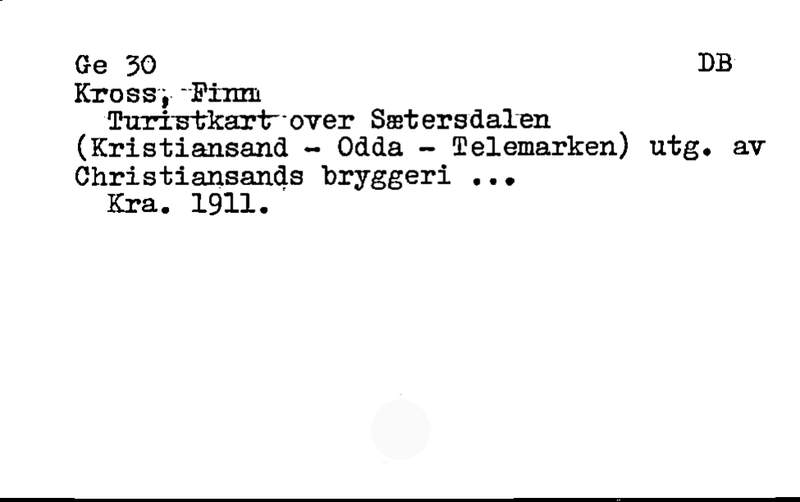 Ge 30 DB
Kross, Finn
Turistkart over Sætersdalen
(Kristiansand - Odda - Telemarken) utg. av
Christiansands bryggeri ...
Kra. 1911.